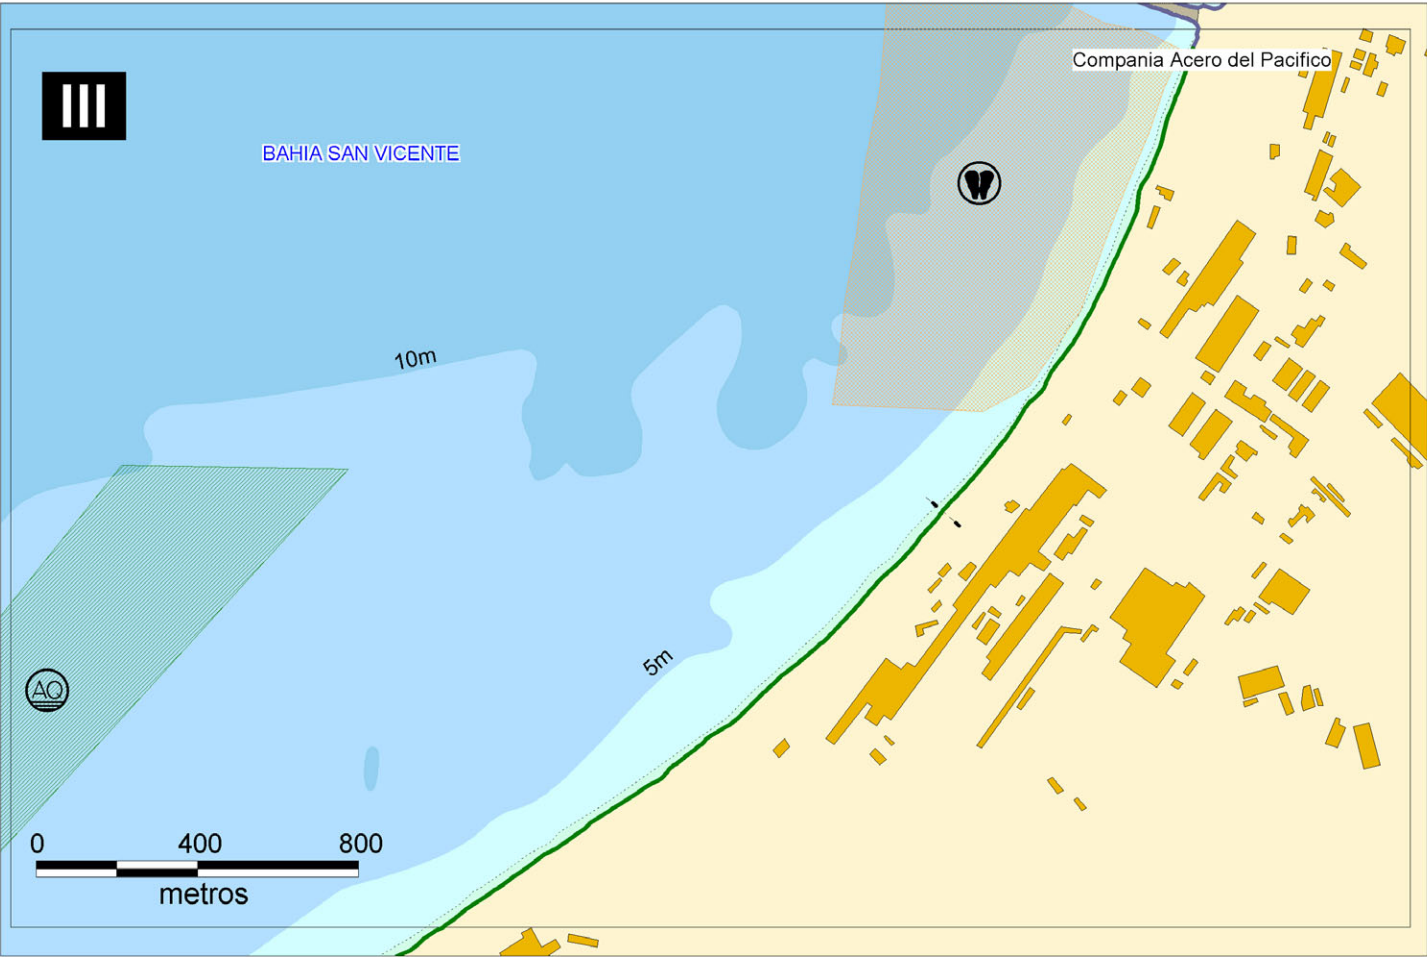 Compania Acero del Pacifico
III
BAHIA SAN VICENTE
10m
5m
AQ
0 400 800
metros